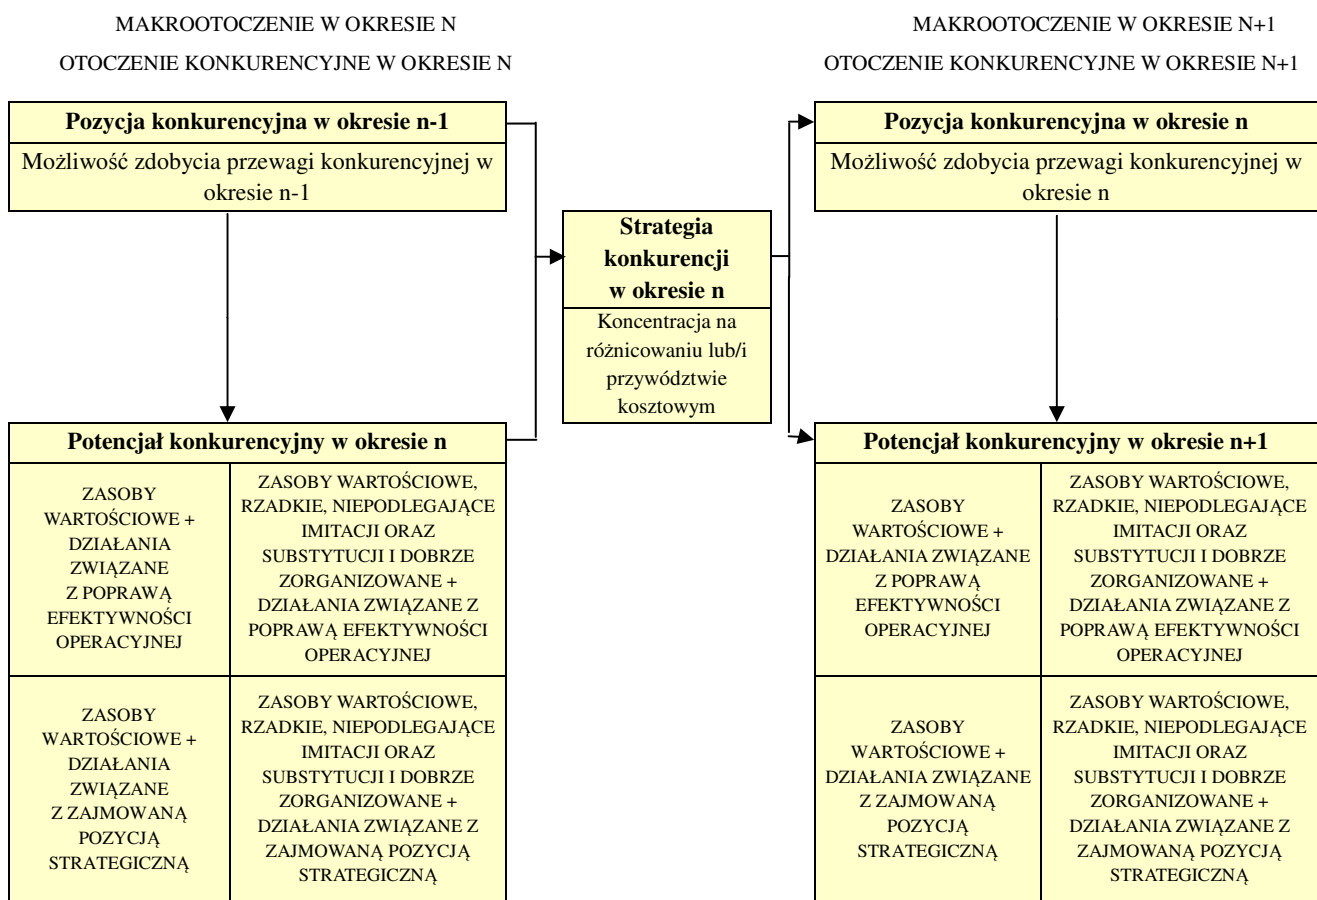 MAKROOTOCZENIE W OKRESIE N
OTOCZENIE KONKURENCYJNE W OKRESIE N
MAKROOTOCZENIE W OKRESIE N+1
OTOCZENIE KONKURENCYJNE W OKRESIE N+1
Pozycja konkurencyjna w okresie n-1
Możliwość zdobycia przewagi konkurencyjnej w
okresie n-1
Pozycja konkurencyjna w okresie n
Możliwość zdobycia przewagi konkurencyjnej w
okresie n
Strategia
konkurencji
w okresie n
Koncentracja na
różnicowaniu lub/i
przywództwie
kosztowym
Potencjał konkurencyjny w okresie n
ZASOBY
WARTOŚCIOWE +
DZIAŁANIA
ZWIĄZANE
Z POPRAWĄ
EFEKTYWNOŚCI
OPERACYJNEJ
ZASOBY WARTOŚCIOWE,
RZADKIE, NIEPODLEGAJĄCE
IMITACJI ORAZ
SUBSTYTUCJI I DOBRZE
ZORGANIZOWANE +
DZIAŁANIA ZWIĄZANE Z
POPRAWĄ EFEKTYWNOŚCI
OPERACYJNEJ
ZASOBY
WARTOŚCIOWE +
DZIAŁANIA
ZWIĄZANE
Z ZAJMOWANĄ
POZYCJĄ
STRATEGICZNĄ
ZASOBY WARTOŚCIOWE,
RZADKIE, NIEPODLEGAJĄCE
IMITACJI ORAZ
SUBSTYTUCJI I DOBRZE
ZORGANIZOWANE +
DZIAŁANIA ZWIĄZANE Z
ZAJMOWANĄ POZYCJĄ
STRATEGICZNĄ
Potencjał konkurencyjny w okresie n+1
ZASOBY
WARTOŚCIOWE +
DZIAŁANIA ZWIĄZANE
Z POPRAWĄ
EFEKTYWNOŚCI
OPERACYJNEJ
ZASOBY WARTOŚCIOWE,
RZADKIE, NIEPODLEGAJĄCE
IMITACJI ORAZ
SUBSTYTUCJI I DOBRZE
ZORGANIZOWANE +
DZIAŁANIA ZWIĄZANE Z
POPRAWĄ EFEKTYWNOŚCI
OPERACYJNEJ
ZASOBY
WARTOŚCIOWE +
DZIAŁANIA ZWIĄZANE
Z ZAJMOWANĄ
POZYCJĄ
STRATEGICZNĄ
ZASOBY WARTOŚCIOWE,
RZADKIE, NIEPODLEGAJĄCE
IMITACJI ORAZ
SUBSTYTUCJI I DOBRZE
ZORGANIZOWANE +
DZIAŁANIA ZWIĄZANE Z
ZAJMOWANĄ POZYCJĄ
STRATEGICZNĄ